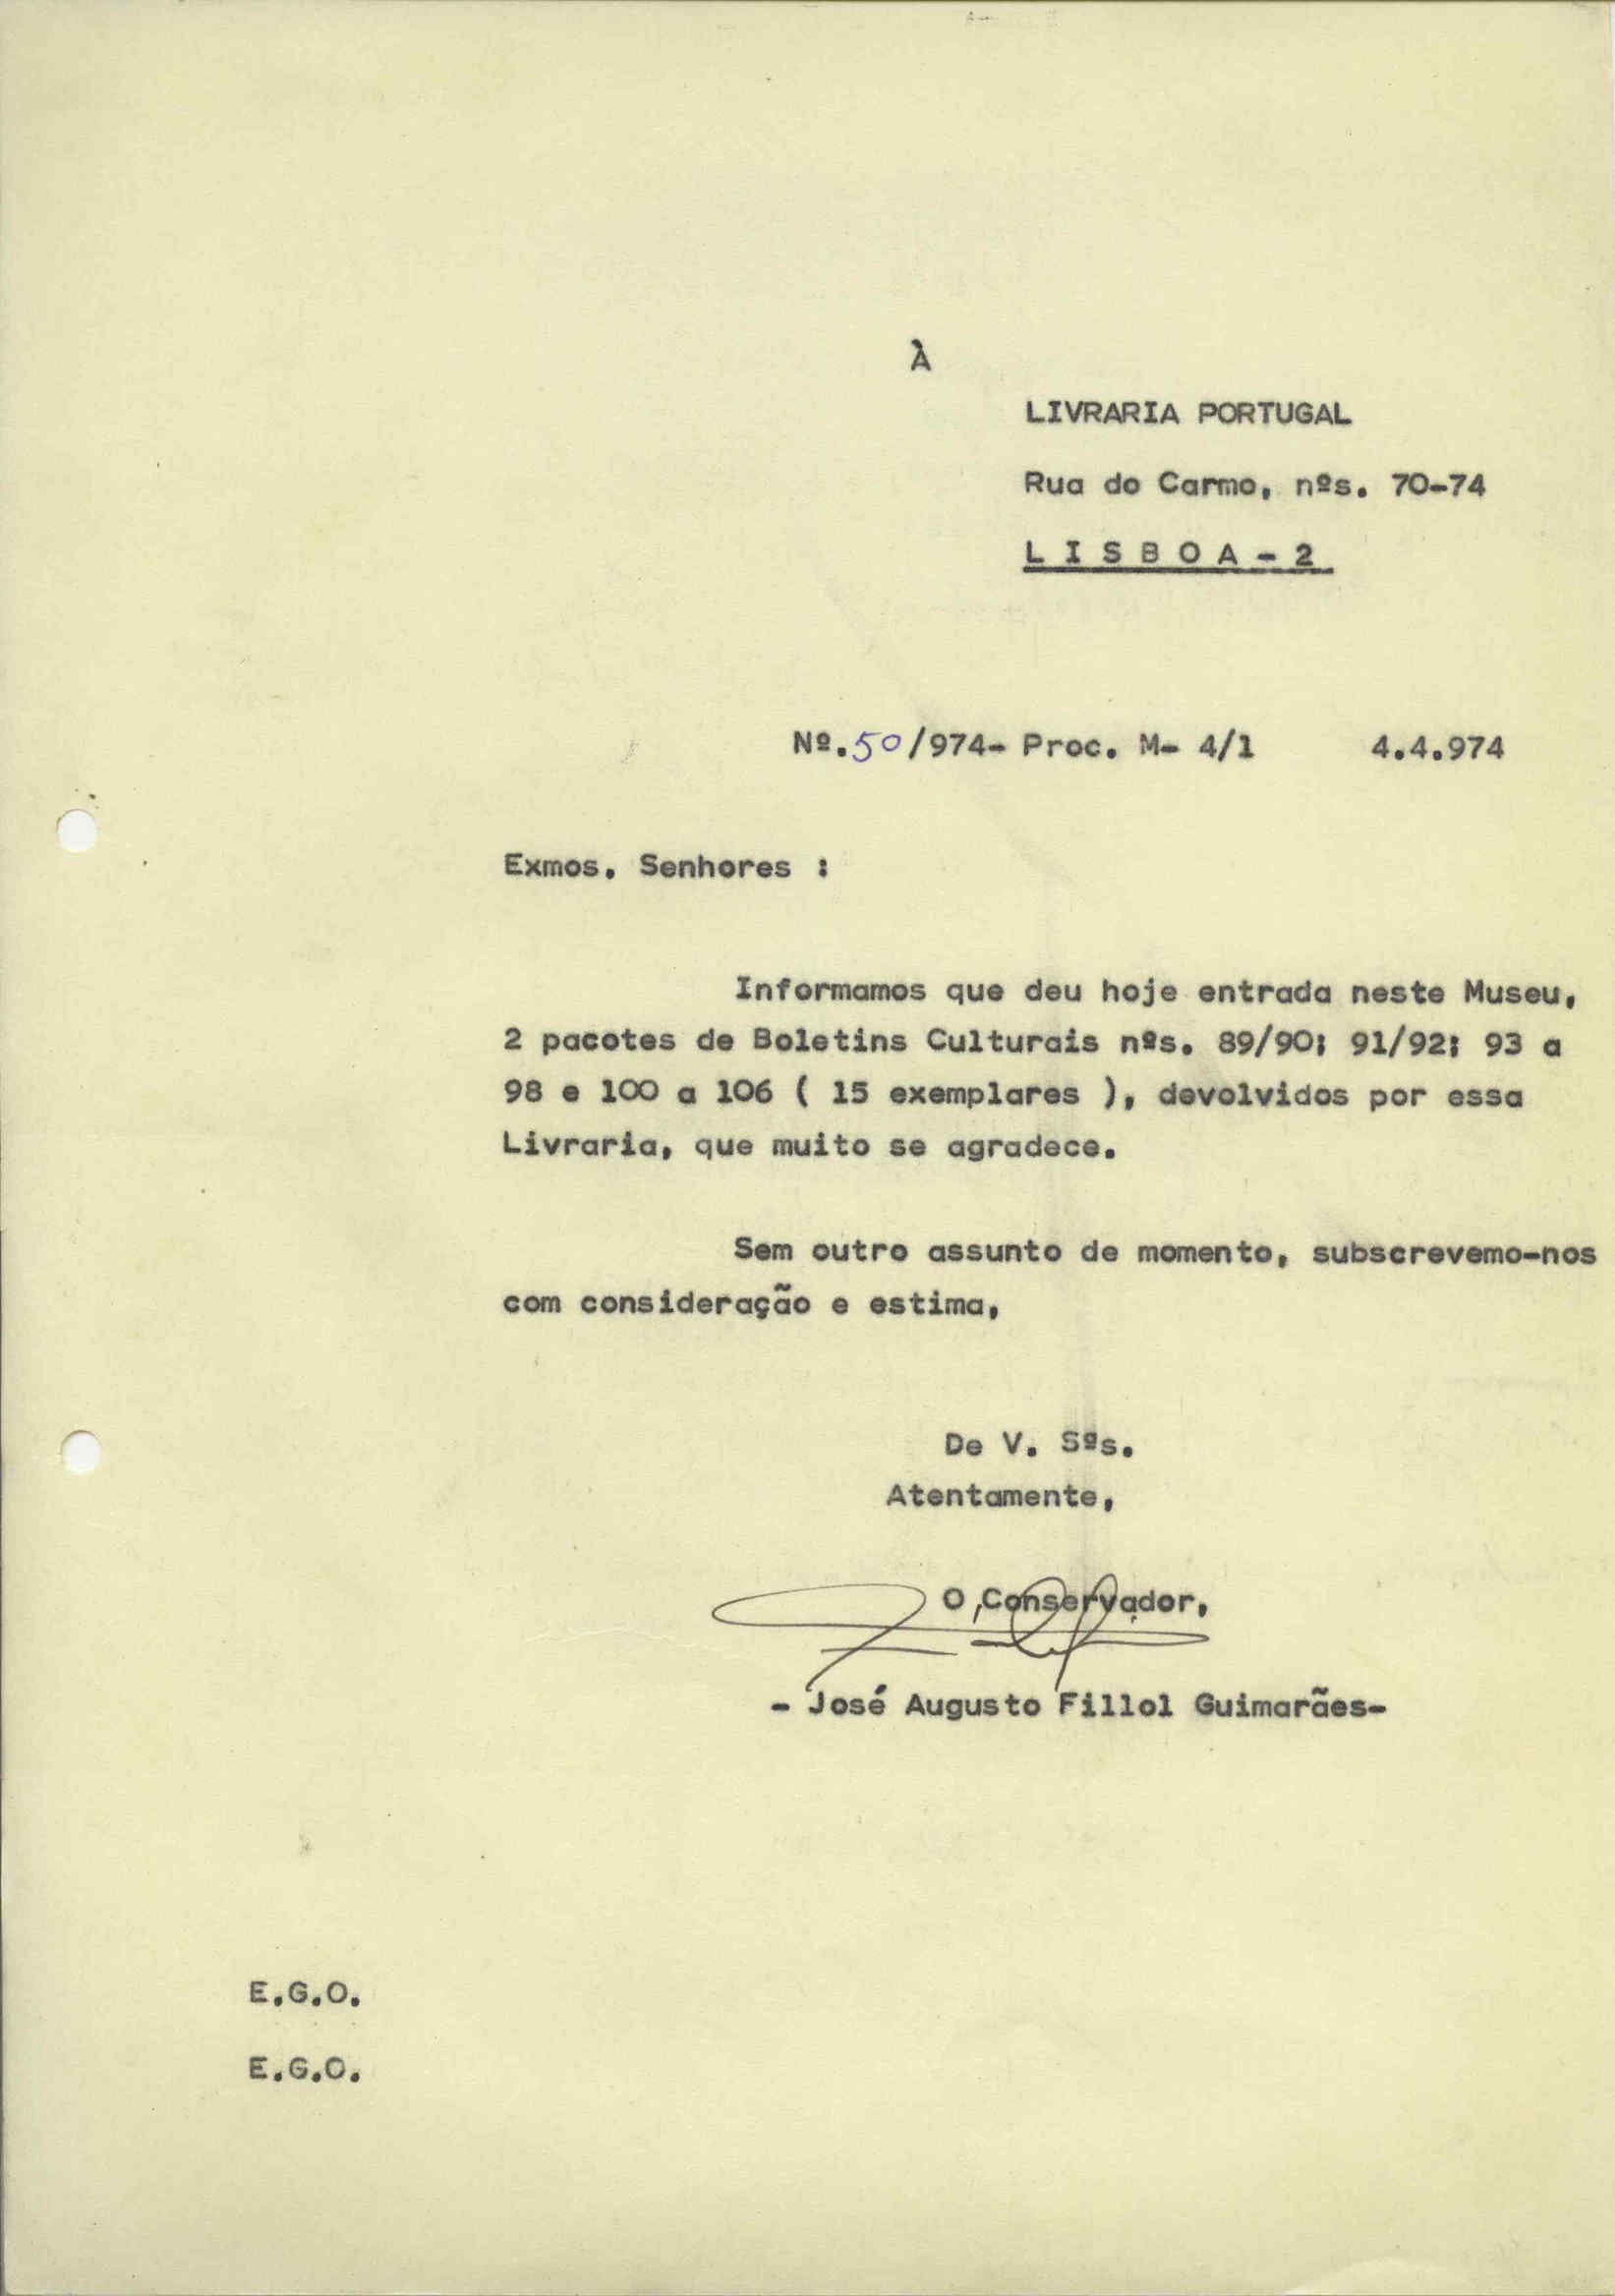 À
LIVRARIA PORTUGAL
Rua do Carmo, nºs. 70-74
L I S B O A - 2
Nº.50/974- Proc. M- 4/1 4.4.974
Exmos. Senhores :
Informamos que deu hoje entrada neste Museu,
2 pacotes de Boletins Culturais nºs. 89/90; 91/92; 93 a
98 e 100 a 106 ( 15 exemplares ), devolvidos por essa
Livraria, que muito se agradece.
Sem outro assunto de momento, subscrevemo-nos
com consideração e estima,
De V. Sªs.
Atentamente,
O Conservador,
- José Augusto Fillol Guimarães-
E.G.O.
E.G.O.